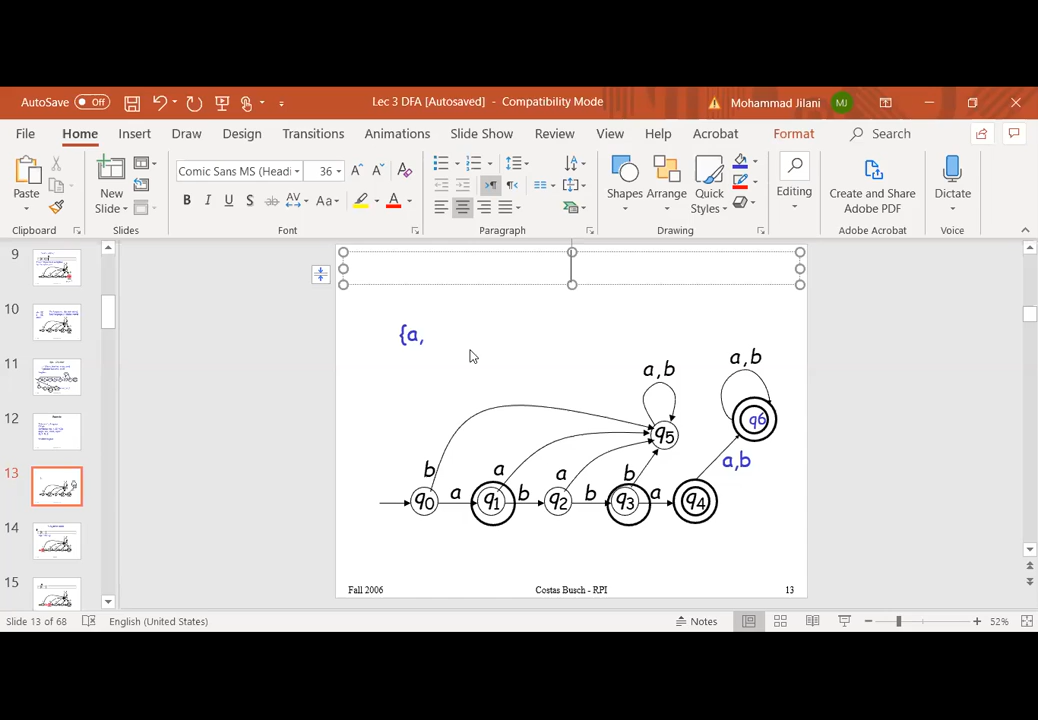 AutoSave Off Lec 3 DFA [Autosaved] - Compatibility Mode Mohammad Jilani MJ
File Home Insert Draw Design Transitions Animations Slide Show Review View Help Acrobat Format Search
Comic Sans MS (Headi 36
Paste New Slide Shapes Arrange Quick Styles Editing Create and Share Adobe PDF Dictate
Clipboard Slides Font Paragraph Drawing Adobe Acrobat Voice
9
10
11
12
13
14
15
{a,
a,b
a,b
q6
q5
a,b
b a a b
q0 a q1 b q2 b q3 a q4
Fall 2006 Costas Busch - RPI 13
Slide 13 of 68 English (United States) Notes 52%